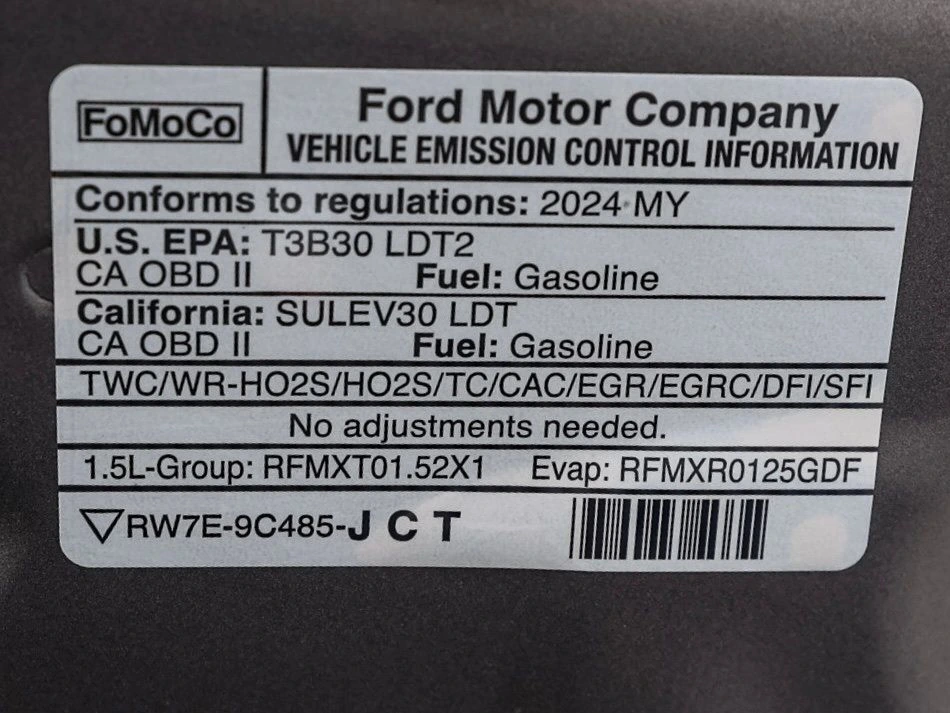 FoMoCo
Ford Motor Company
VEHICLE EMISSION CONTROL INFORMATION
Conforms to regulations: 2024 MY
U.S. EPA: T3B30 LDT2
CA OBD II Fuel: Gasoline
California: SULEV30 LDT
CA OBD II Fuel: Gasoline
TWC/WR-HO2S/HO2S/TC/CAC/EGR/EGRC/DFI/SFI
No adjustments needed.
1.5L-Group: RFMXT01.52X1 Evap: RFMXR0125GDF
RW7E-9C485-J C T